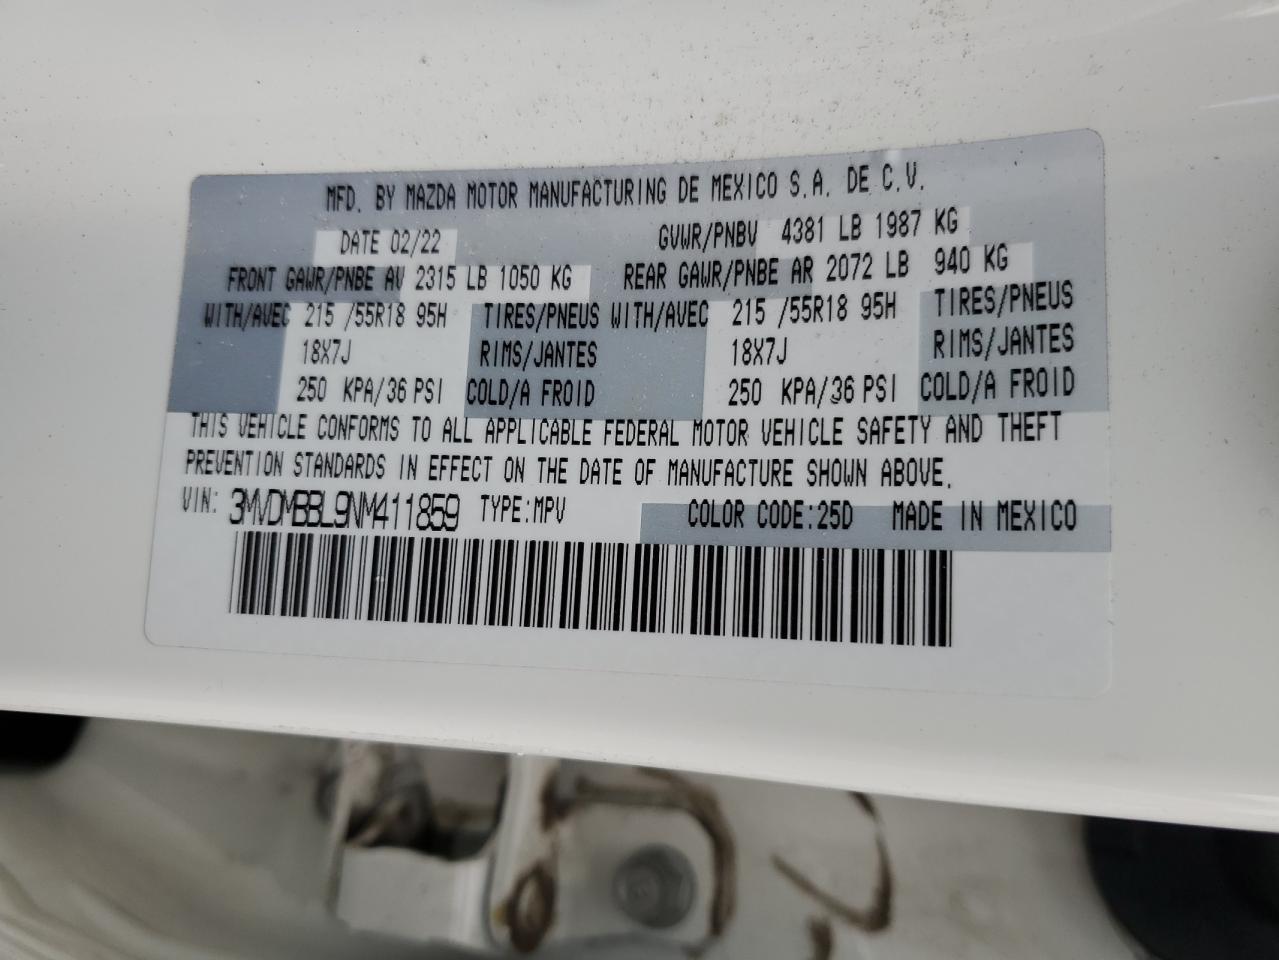 MFD. BY MAZDA MOTOR MANUFACTURING DE MEXICO S.A. DE C.V.
DATE 02/22 GVWR/PNBV 4381 LB 1987 KG
FRONT GAWR/PNBE AV 2315 LB 1050 KG REAR GAWR/PNBE AR 2072 LB 940 KG
WITH/AVEC 215 /55R18 95H TIRES/PNEUS WITH/AVEC 215 /55R18 95H TIRES/PNEUS
18X7J RIMS/JANTES 18X7J RIMS/JANTES
250 KPA/36 PSI COLD/A FROID 250 KPA/36 PSI COLD/A FROID
THIS VEHICLE CONFORMS TO ALL APPLICABLE FEDERAL MOTOR VEHICLE SAFETY AND THEFT
PREVENTION STANDARDS IN EFFECT ON THE DATE OF MANUFACTURE SHOWN ABOVE.
VIN: 3MVDMBBL9NM411859 TYPE:MPV COLOR CODE:25D MADE IN MEXICO